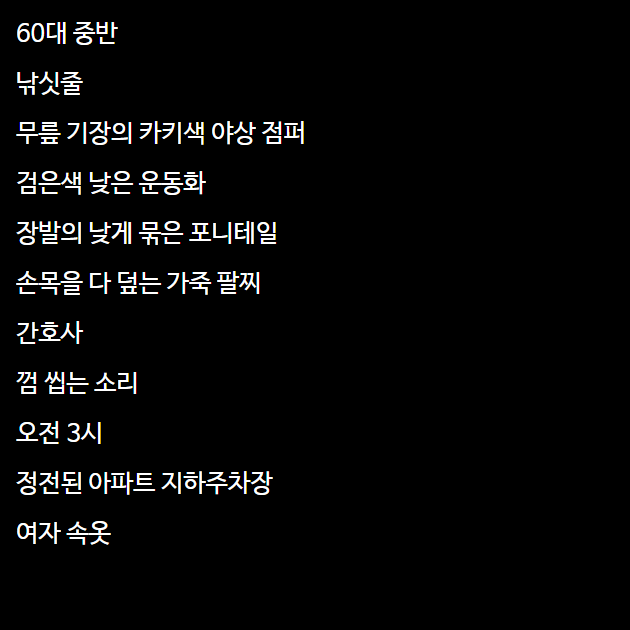 60대 중반
낚싯줄
무릎 기장의 카키색 야상 점퍼
검은색 낮은 운동화
장발의 낮게 묶은 포니테일
손목을 다 덮는 가죽 팔찌
간호사
껌 씹는 소리
오전 3시
정전된 아파트 지하주차장
여자 속옷